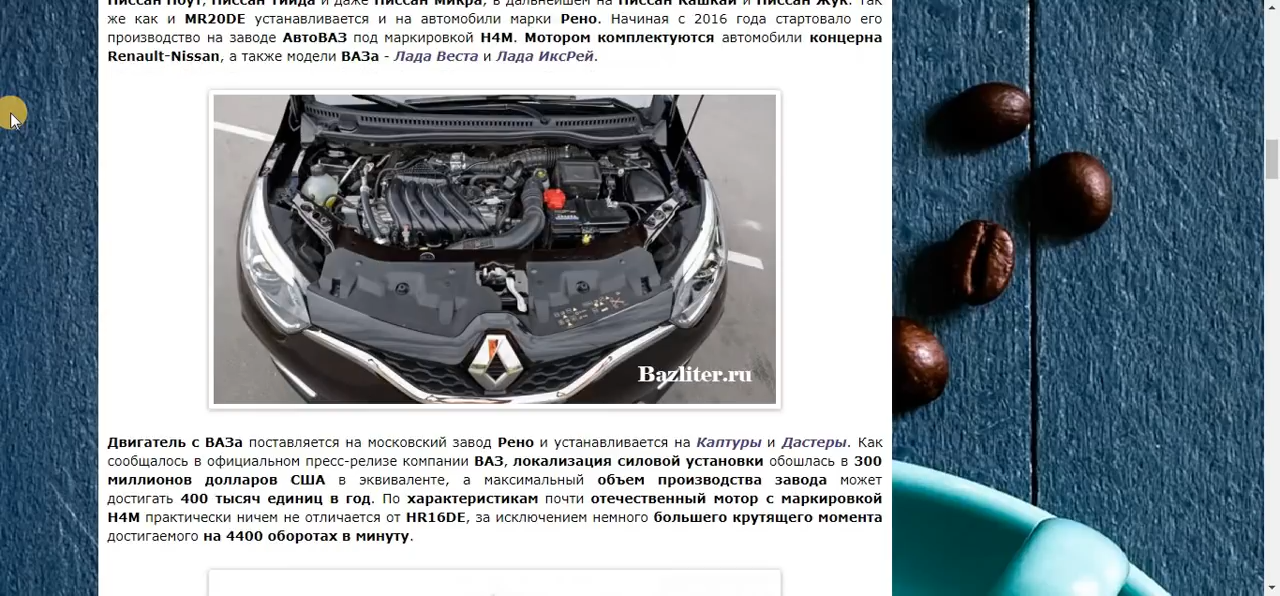 Ниссан Ноут, Ниссан Тиида и даже Ниссан Микра, в дальнейшем на Ниссан Кашкай и Ниссан Жук. Так
же как и MR20DE устанавливается и на автомобили марки Рено. Начиная с 2016 года стартовало его
производство на заводе АвтоВАЗ под маркировкой H4M. Мотором комплектуются автомобили концерна
Renault-Nissan, а также модели ВАЗа - Лада Веста и Лада ИксРей.
Bazliter.ru
Двигатель с ВАЗа поставляется на московский завод Рено и устанавливается на Каптуры и Дастеры. Как
сообщалось в официальном пресс-релизе компании ВАЗ, локализация силовой установки обошлась в 300
миллионов долларов США в эквиваленте, а максимальный объем производства завода может
достигать 400 тысяч единиц в год. По характеристикам почти отечественный мотор с маркировкой
H4M практически ничем не отличается от HR16DE, за исключением немного большего крутящего момента
достигаемого на 4400 оборотах в минуту.